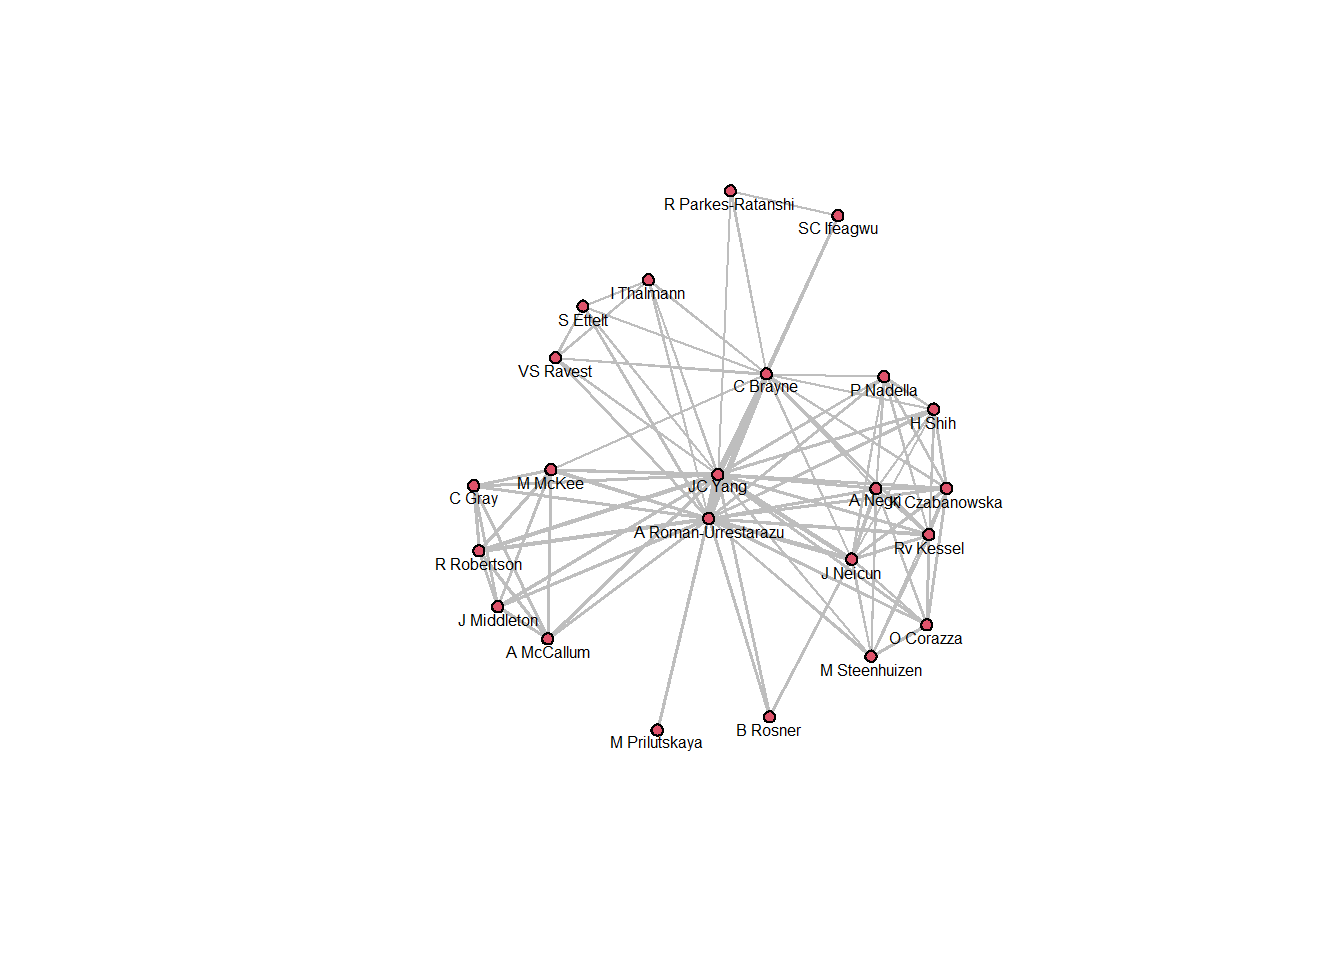 R Parkes-Ratanshi
SC Ifeagwu
I Thalmann
S Ettelt
VS Ravest
C Brayne
P Nadella
H Shih
M McKee
JC Yang
C Gray
A Negri
K Czabanowska
A Roman-Urrestarazu
Rv Kessel
R Robertson
J Neicun
J Middleton
O Corazza
A McCallum
M Steenhuizen
B Rosner
M Prilutskaya